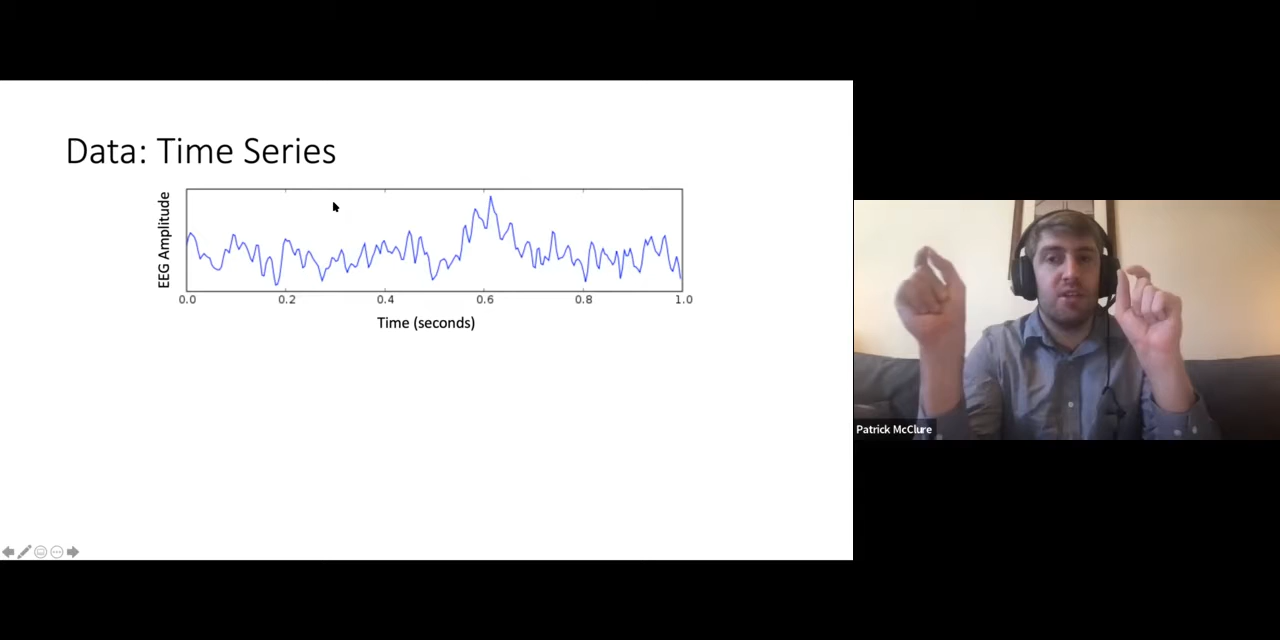 Data: Time Series
EEG Amplitude
0.0 0.2 0.4 0.6 0.8 1.0
Time (seconds)
Patrick McClure